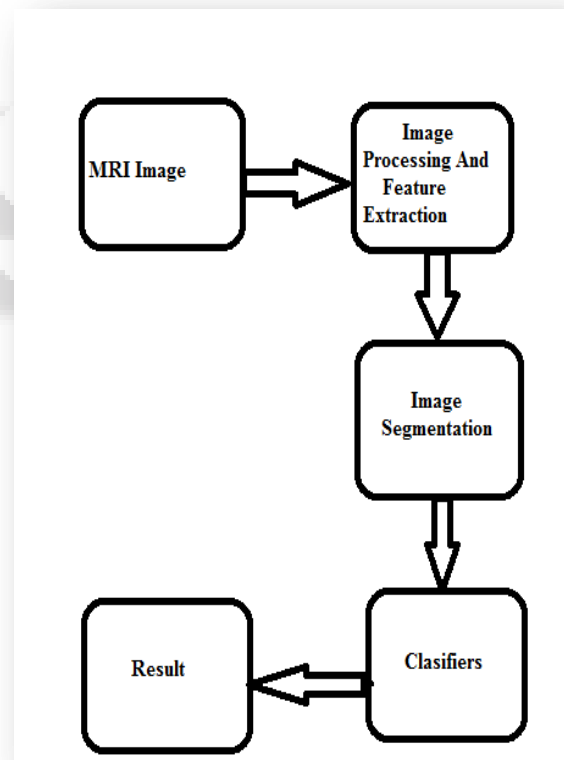 MRI Image
Image
Processing And
Feature
Extraction
Image
Segmentation
Clasifiers
Result